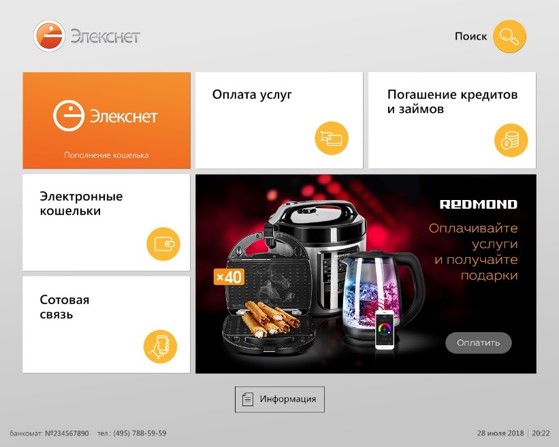 Элекснет
Поиск
Элекснет
Пополнение кошелька
Оплата услуг
Погашение кредитов
и займов
Электронные
кошельки
REDMOND
Оплачивайте
услуги
и получайте
подарки
×40
Сотовая
связь
Оплатить
Информация
банкомат: №234567890 тел.: (495) 788-59-59
28 июля 2018 | 20:22